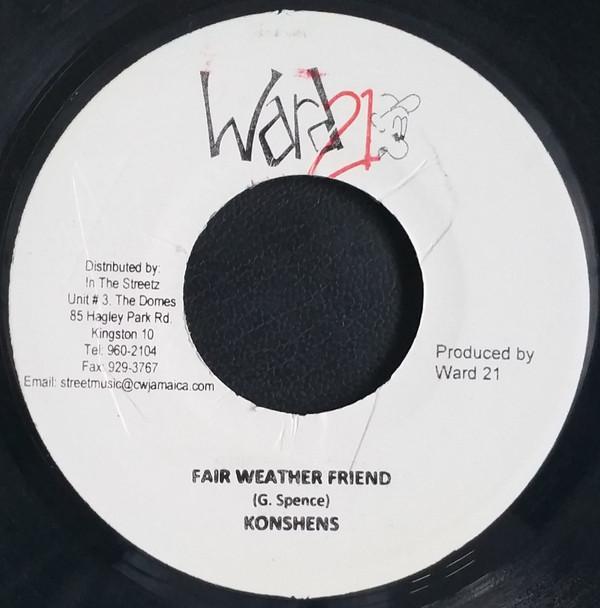 Ward 21
Distributed by:
In The Streetz
Unit # 3. The Domes
85 Hagley Park Rd.
Kingston 10
Tel: 960-2104
Fax: 929-3767
Email: streetmusic@cwjamaica.com
Produced by
Ward 21
FAIR WEATHER FRIEND
(G. Spence)
KONSHENS